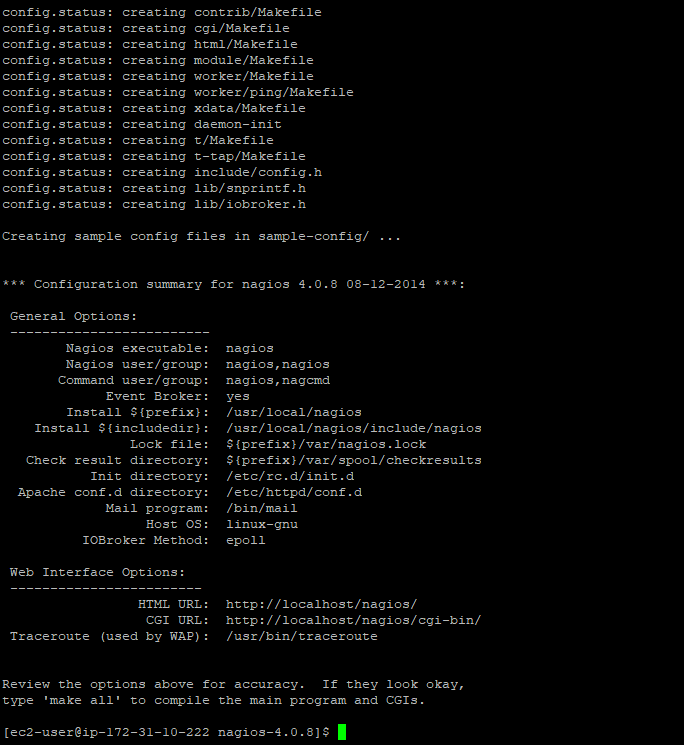 config.status: creating contrib/Makefile
config.status: creating cgi/Makefile
config.status: creating html/Makefile
config.status: creating module/Makefile
config.status: creating worker/Makefile
config.status: creating worker/ping/Makefile
config.status: creating xdata/Makefile
config.status: creating daemon-init
config.status: creating t/Makefile
config.status: creating t-tap/Makefile
config.status: creating include/config.h
config.status: creating lib/snprintf.h
config.status: creating lib/iobroker.h
Creating sample config files in sample-config/ ...
*** Configuration summary for nagios 4.0.8 08-12-2014 ***:
General Options:
-------------------------
Nagios executable:  nagios
Nagios user/group:  nagios,nagios
Command user/group:  nagios,nagcmd
Event Broker:  yes
Install ${prefix}:  /usr/local/nagios
Install ${includedir}:  /usr/local/nagios/include/nagios
Lock file:  ${prefix}/var/nagios.lock
Check result directory:  ${prefix}/var/spool/checkresults
Init directory:  /etc/rc.d/init.d
Apache conf.d directory:  /etc/httpd/conf.d
Mail program:  /bin/mail
Host OS:  linux-gnu
IOBroker Method:  epoll
Web Interface Options:
------------------------
HTML URL:  http://localhost/nagios/
CGI URL:  http://localhost/nagios/cgi-bin/
Traceroute (used by WAP):  /usr/bin/traceroute
Review the options above for accuracy.  If they look okay,
type 'make all' to compile the main program and CGIs.
[ec2-user@ip-172-31-10-222 nagios-4.0.8]$